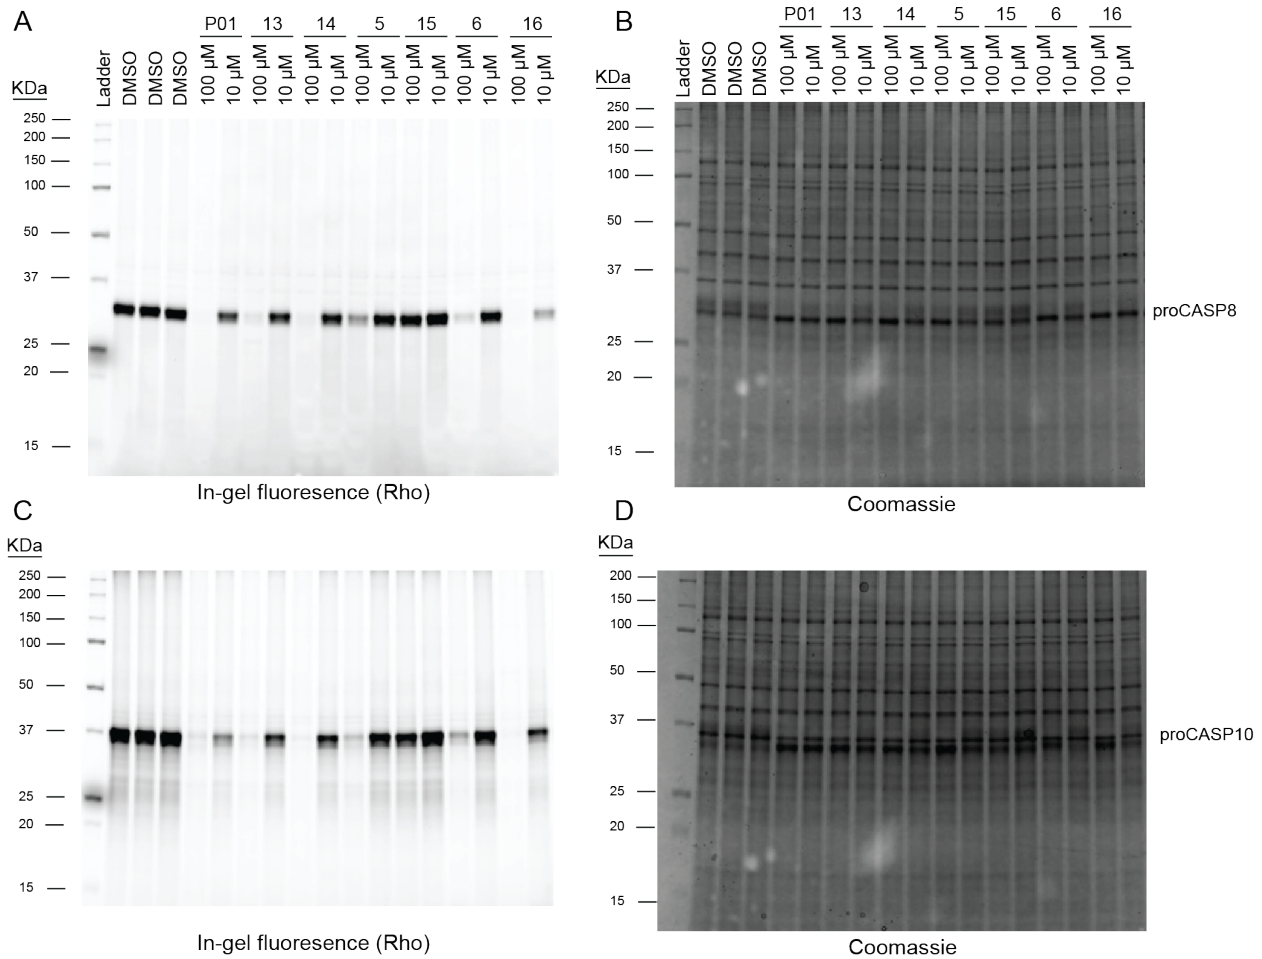 A
P01 13 14 5 15 6 16
KDa
Ladder
DMSO
DMSO
DMSO
100 µM
10 µM
100 µM
10 µM
100 µM
10 µM
100 µM
10 µM
100 µM
10 µM
100 µM
10 µM
100 µM
10 µM
250
200
150
100
50
37
25
20
15
In-gel fluoresence (Rho)
B
P01 13 14 5 15 6 16
KDa
Ladder
DMSO
DMSO
DMSO
100 µM
10 µM
100 µM
10 µM
100 µM
10 µM
100 µM
10 µM
100 µM
10 µM
100 µM
10 µM
100 µM
10 µM
250
200
150
100
50
37
25
20
15
proCASP8
Coomassie
C
KDa
250
200
150
100
50
37
25
20
15
In-gel fluoresence (Rho)
D
KDa
200
150
100
50
37
25
20
15
proCASP10
Coomassie